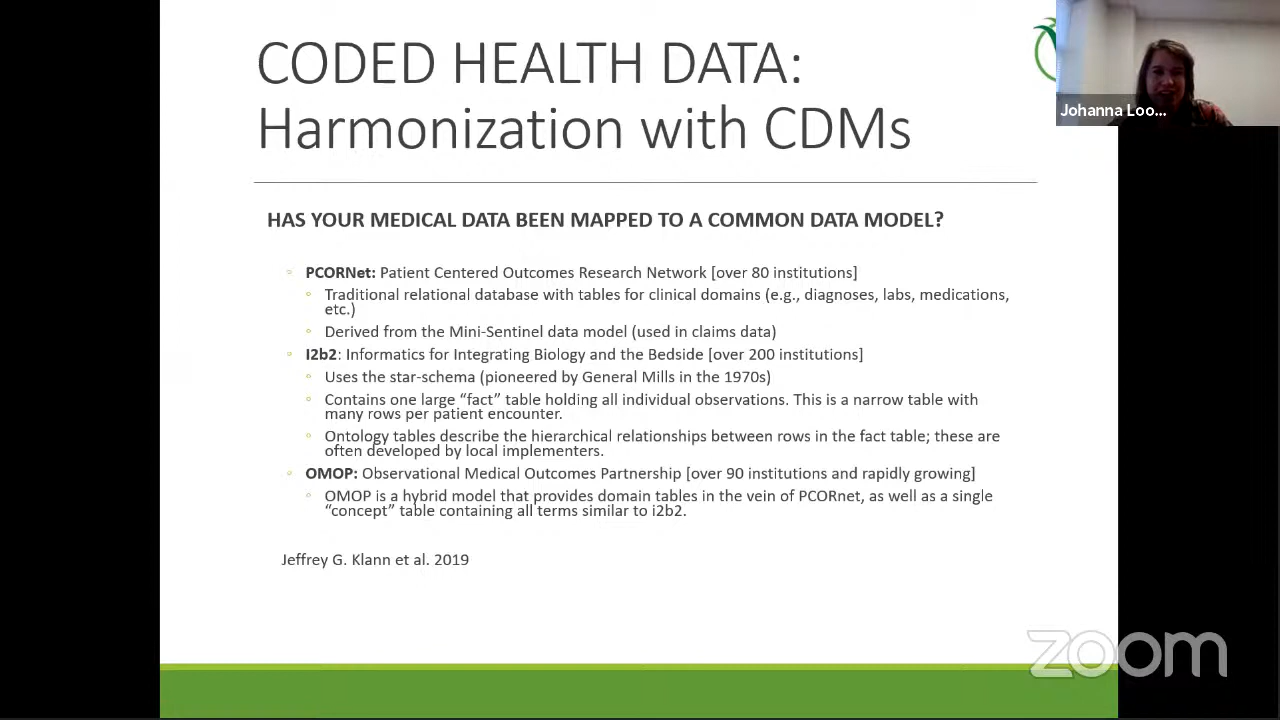 CODED HEALTH DATA:
Harmonization with CDMs
Johanna Loo...
HAS YOUR MEDICAL DATA BEEN MAPPED TO A COMMON DATA MODEL?
PCORNet: Patient Centered Outcomes Research Network [over 80 institutions]
Traditional relational database with tables for clinical domains (e.g., diagnoses, labs, medications,
etc.)
Derived from the Mini-Sentinel data model (used in claims data)
I2b2: Informatics for Integrating Biology and the Bedside [over 200 institutions]
Uses the star-schema (pioneered by General Mills in the 1970s)
Contains one large “fact” table holding all individual observations. This is a narrow table with
many rows per patient encounter.
Ontology tables describe the hierarchical relationships between rows in the fact table; these are
often developed by local implementers.
OMOP: Observational Medical Outcomes Partnership [over 90 institutions and rapidly growing]
OMOP is a hybrid model that provides domain tables in the vein of PCORnet, as well as a single
“concept” table containing all terms similar to i2b2.
Jeffrey G. Klann et al. 2019
zoom